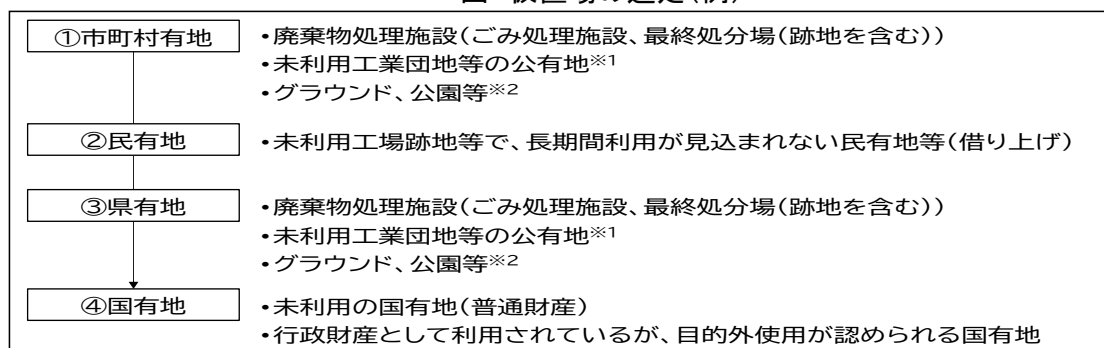 ①市町村有地
・廃棄物処理施設(ごみ処理施設、最終処分場(跡地を含む))
・未利用工業団地等の公有地※1
・グラウンド、公園等※2
②民有地
・未利用工場跡地等で、長期間利用が見込まれない民有地等(借り上げ)
③県有地
・廃棄物処理施設(ごみ処理施設、最終処分場(跡地を含む))
・未利用工業団地等の公有地※1
・グラウンド、公園等※2
④国有地
・未利用の国有地(普通財産)
・行政財産として利用されているが、目的外使用が認められる国有地